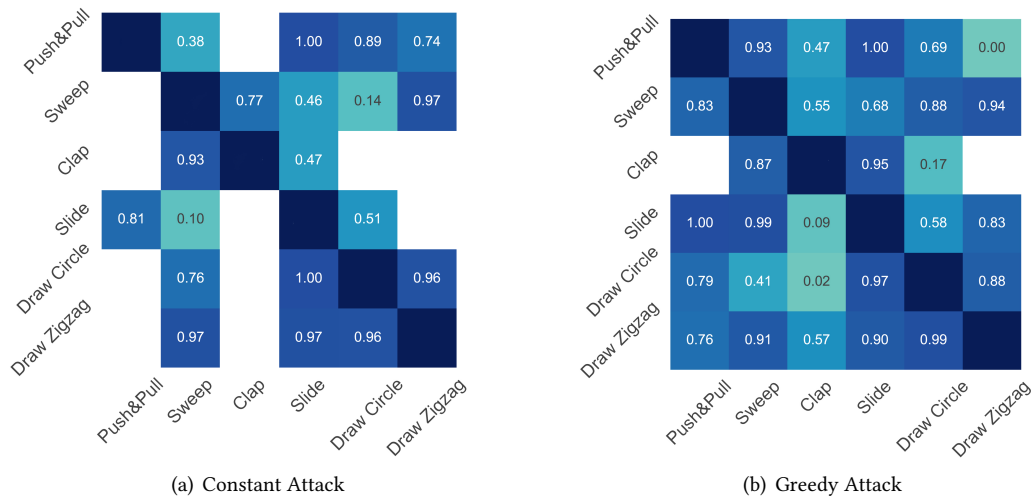 Push&Pull 0.38 1.00 0.89 0.74
Sweep 0.77 0.46 0.14 0.97
Clap 0.93 0.47
Slide 0.81 0.10 0.51
Draw Circle 0.76 1.00 0.96
Draw Zigzag 0.97 0.97 0.96
Push&Pull Sweep Clap Slide Draw Circle Draw Zigzag
(a) Constant Attack
Push&Pull 0.93 0.47 1.00 0.69 0.00
Sweep 0.83 0.55 0.68 0.88 0.94
Clap 0.87 0.95 0.17
Slide 1.00 0.99 0.09 0.58 0.83
Draw Circle 0.79 0.41 0.02 0.97 0.88
Draw Zigzag 0.76 0.91 0.57 0.90 0.99
Push&Pull Sweep Clap Slide Draw Circle Draw Zigzag
(b) Greedy Attack